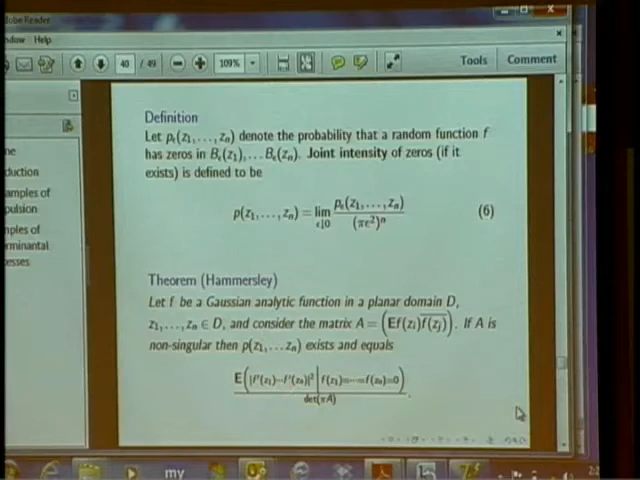 dobe Reader
ndow Help
40 / 49
109%
Tools
Comment
ne
duction
amples of
pulsion
mples of
rminantal
esses
Definition
Let pε(z₁,…,zₙ) denote the probability that a random function f
has zeros in Bε(z₁),…Bε(zₙ). Joint intensity of zeros (if it
exists) is defined to be
p(z₁,…,zₙ) = lim ε↓0 pε(z₁,…,zₙ) / (πε²)ⁿ (6)
Theorem (Hammersley)
Let f be a Gaussian analytic function in a planar domain D,
z₁,…,zₙ ∈ D, and consider the matrix A = (Ef(zᵢ)\overline{f(zⱼ)}). If A is
non-singular then p(z₁,…zₙ) exists and equals
E(|f′(z₁)⋯f′(zₙ)|² | f(z₁)=⋯=f(zₙ)=0)
det(πA) .
my